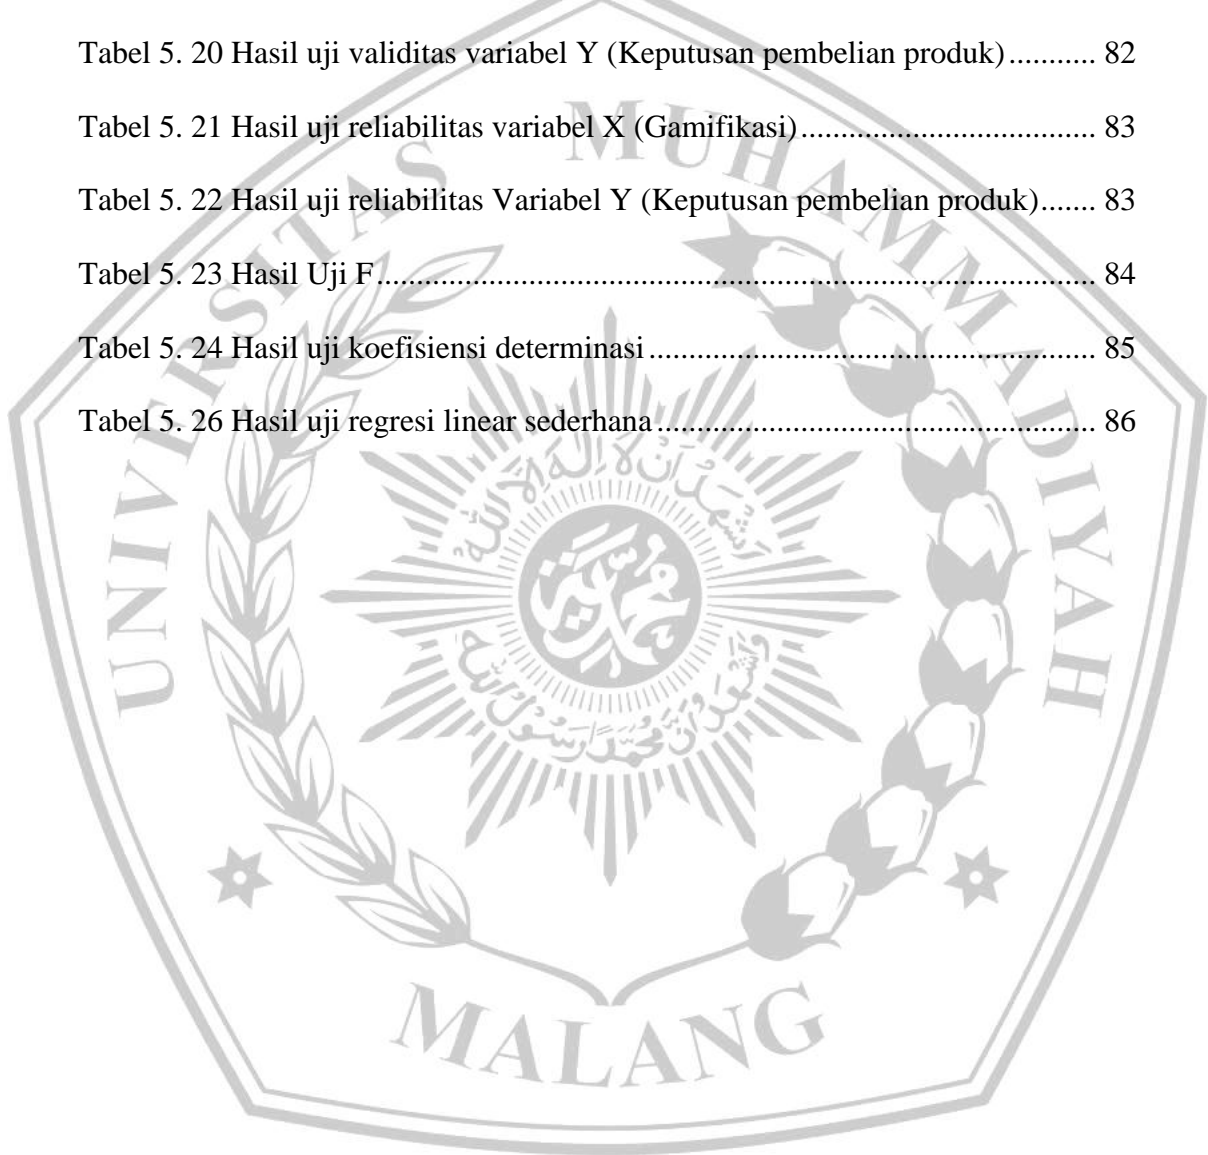 Tabel 5. 20 Hasil uji validitas variabel Y (Keputusan pembelian produk)........... 82
Tabel 5. 21 Hasil uji reliabilitas variabel X (Gamifikasi)..................................... 83
Tabel 5. 22 Hasil uji reliabilitas Variabel Y (Keputusan pembelian produk)....... 83
Tabel 5. 23 Hasil Uji F.......................................................................................... 84
Tabel 5. 24 Hasil uji koefisiensi determinasi........................................................ 85
Tabel 5. 26 Hasil uji regresi linear sederhana....................................................... 86
UNIVERSITAS MUHAMMADIYAH
MALANG